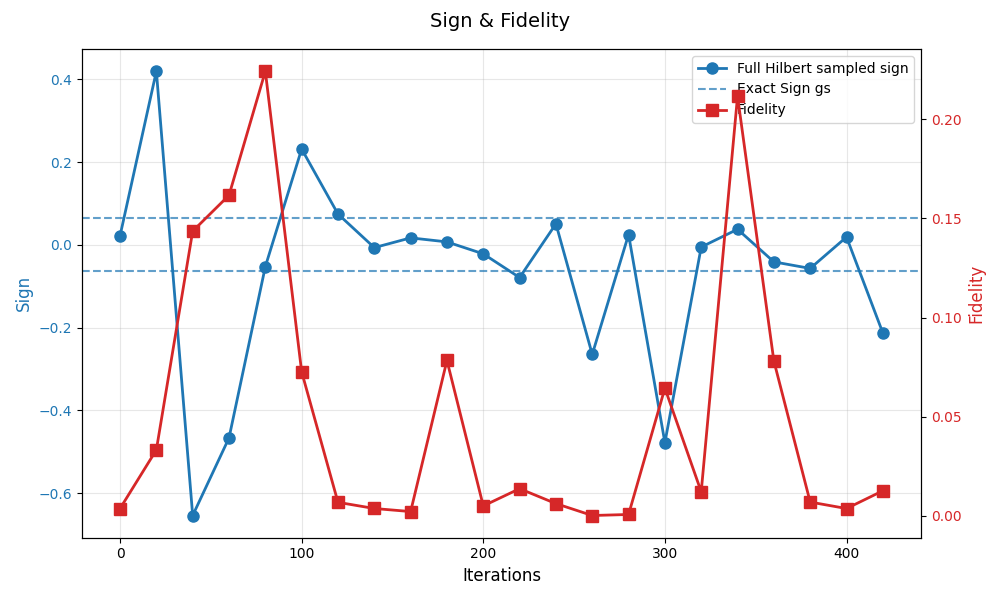 Sign & Fidelity
Full Hilbert sampled sign
Exact Sign gs
Fidelity
0.4
0.2
0.0
−0.2
−0.4
−0.6
Sign
0.20
0.15
0.10
0.05
0.00
Fidelity
0 100 200 300 400
Iterations